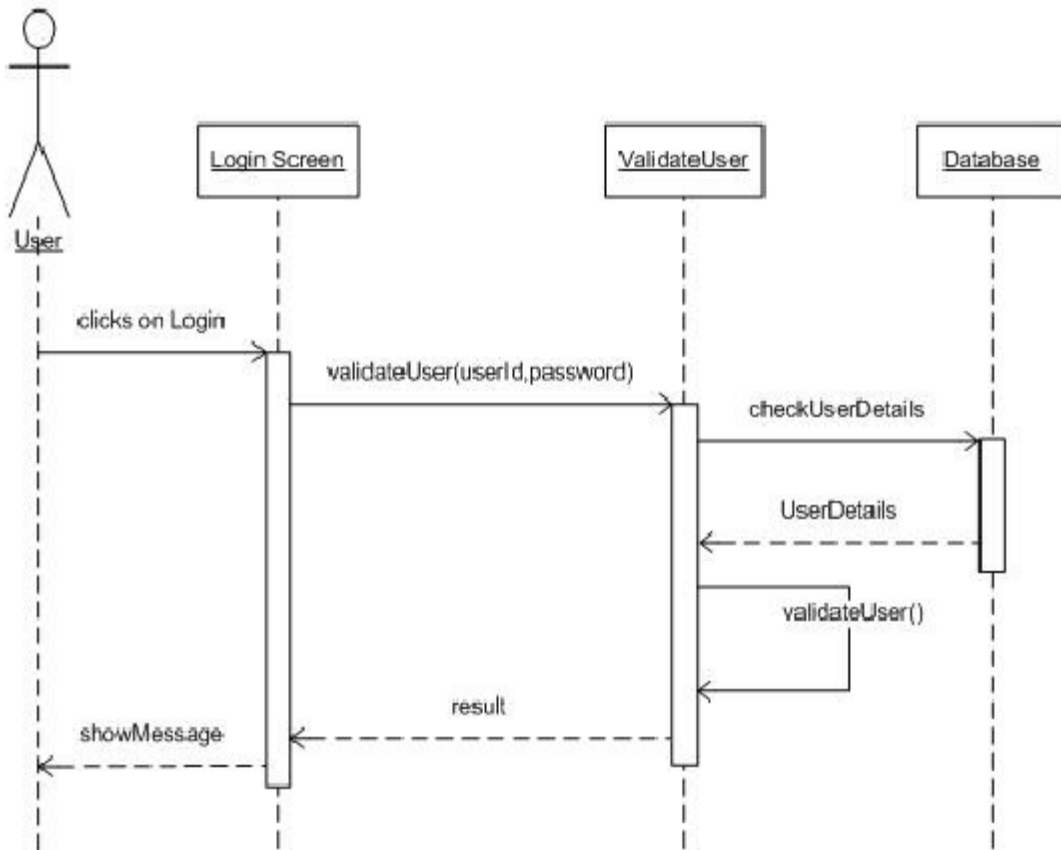 Login Screen
ValidateUser
Database
User
clicks on Login
validateUser(userId,password)
checkUserDetails
UserDetails
validateUser()
result
showMessage